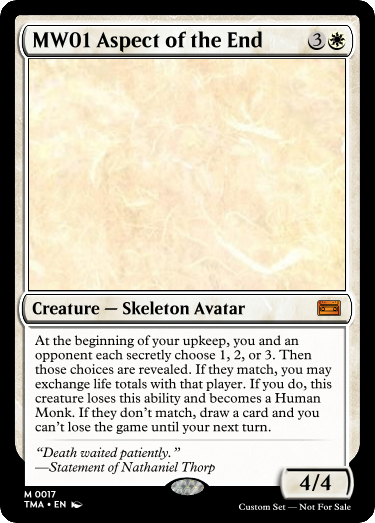 MW01 Aspect of the End 3
Creature — Skeleton Avatar
At the beginning of your upkeep, you and an
opponent each secretly choose 1, 2, or 3. Then
those choices are revealed. If they match, you may
exchange life totals with that player. If you do, this
creature loses this ability and becomes a Human
Monk. If they don’t match, draw a card and you
can’t lose the game until your next turn.
“Death waited patiently.”
—Statement of Nathaniel Thorp
4/4
M 0017
TMA • EN
Custom Set — Not For Sale